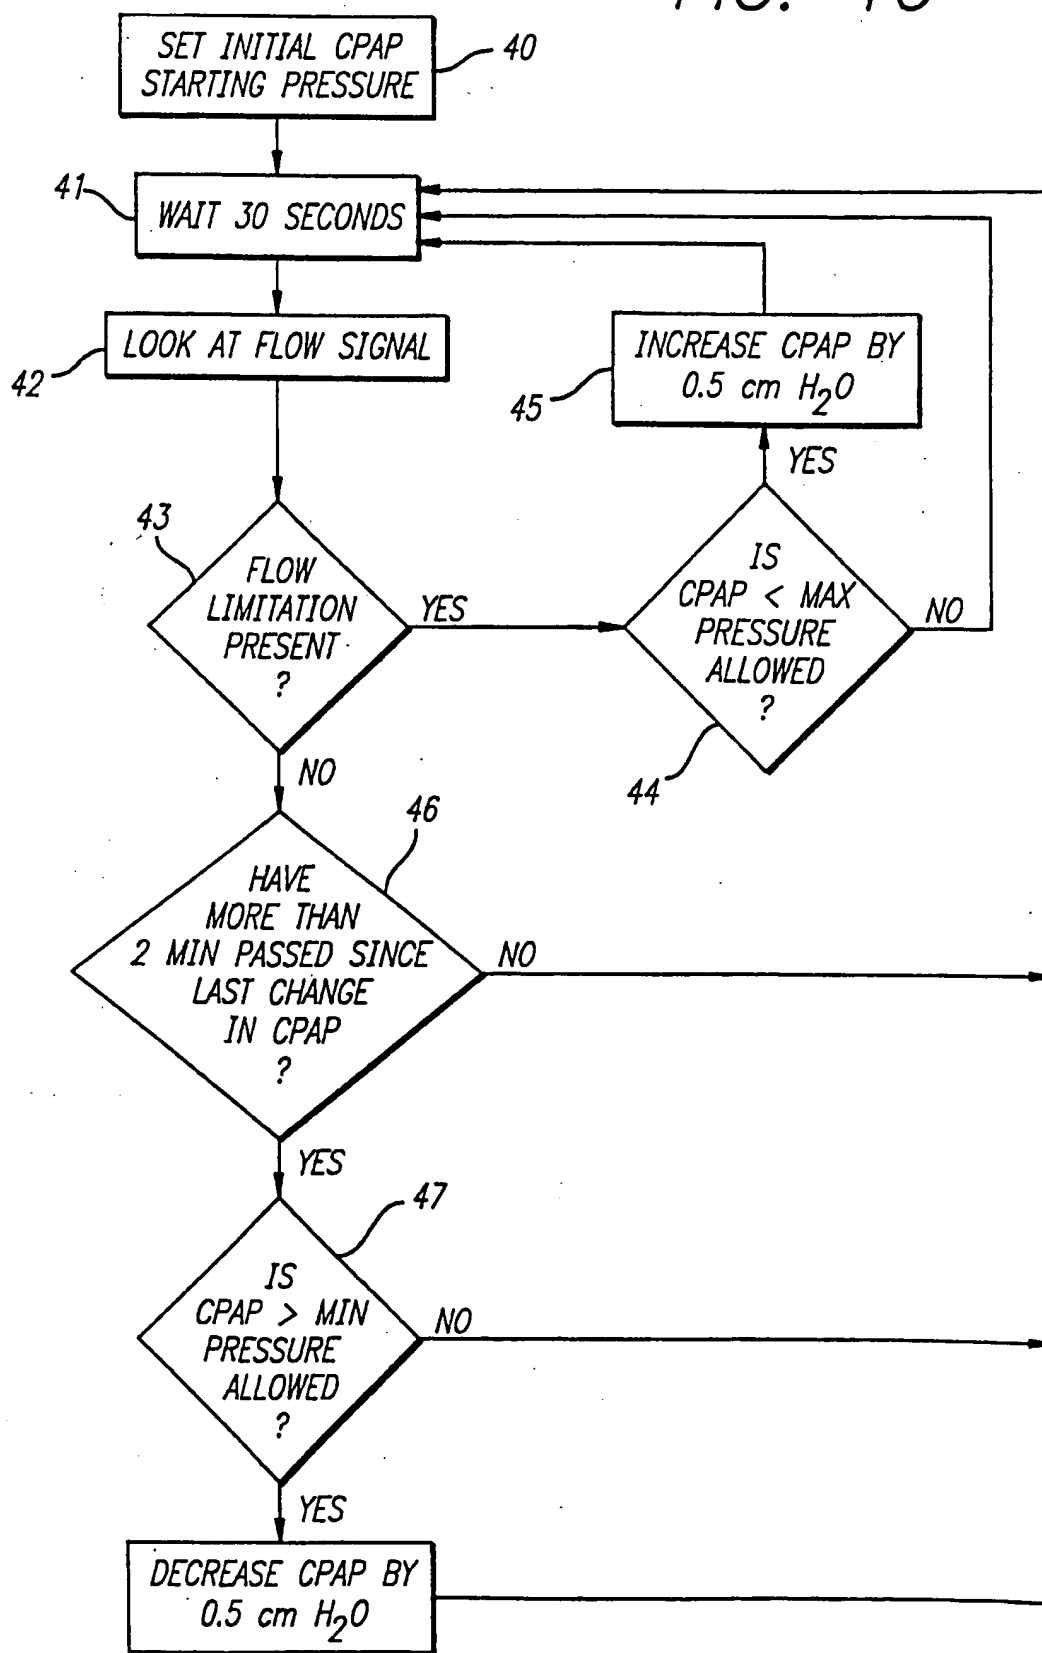 40
SET INITIAL CPAP
STARTING PRESSURE
41
WAIT 30 SECONDS
42
LOOK AT FLOW SIGNAL
45
INCREASE CPAP BY
0.5 cm H2O
YES
43
FLOW
LIMITATION
PRESENT
?
YES
IS
CPAP < MAX
PRESSURE
ALLOWED
?
NO
44
NO
46
HAVE
MORE THAN
2 MIN PASSED SINCE
LAST CHANGE
IN CPAP
?
NO
YES
47
IS
CPAP > MIN
PRESSURE
ALLOWED
?
NO
YES
DECREASE CPAP BY
0.5 cm H2O